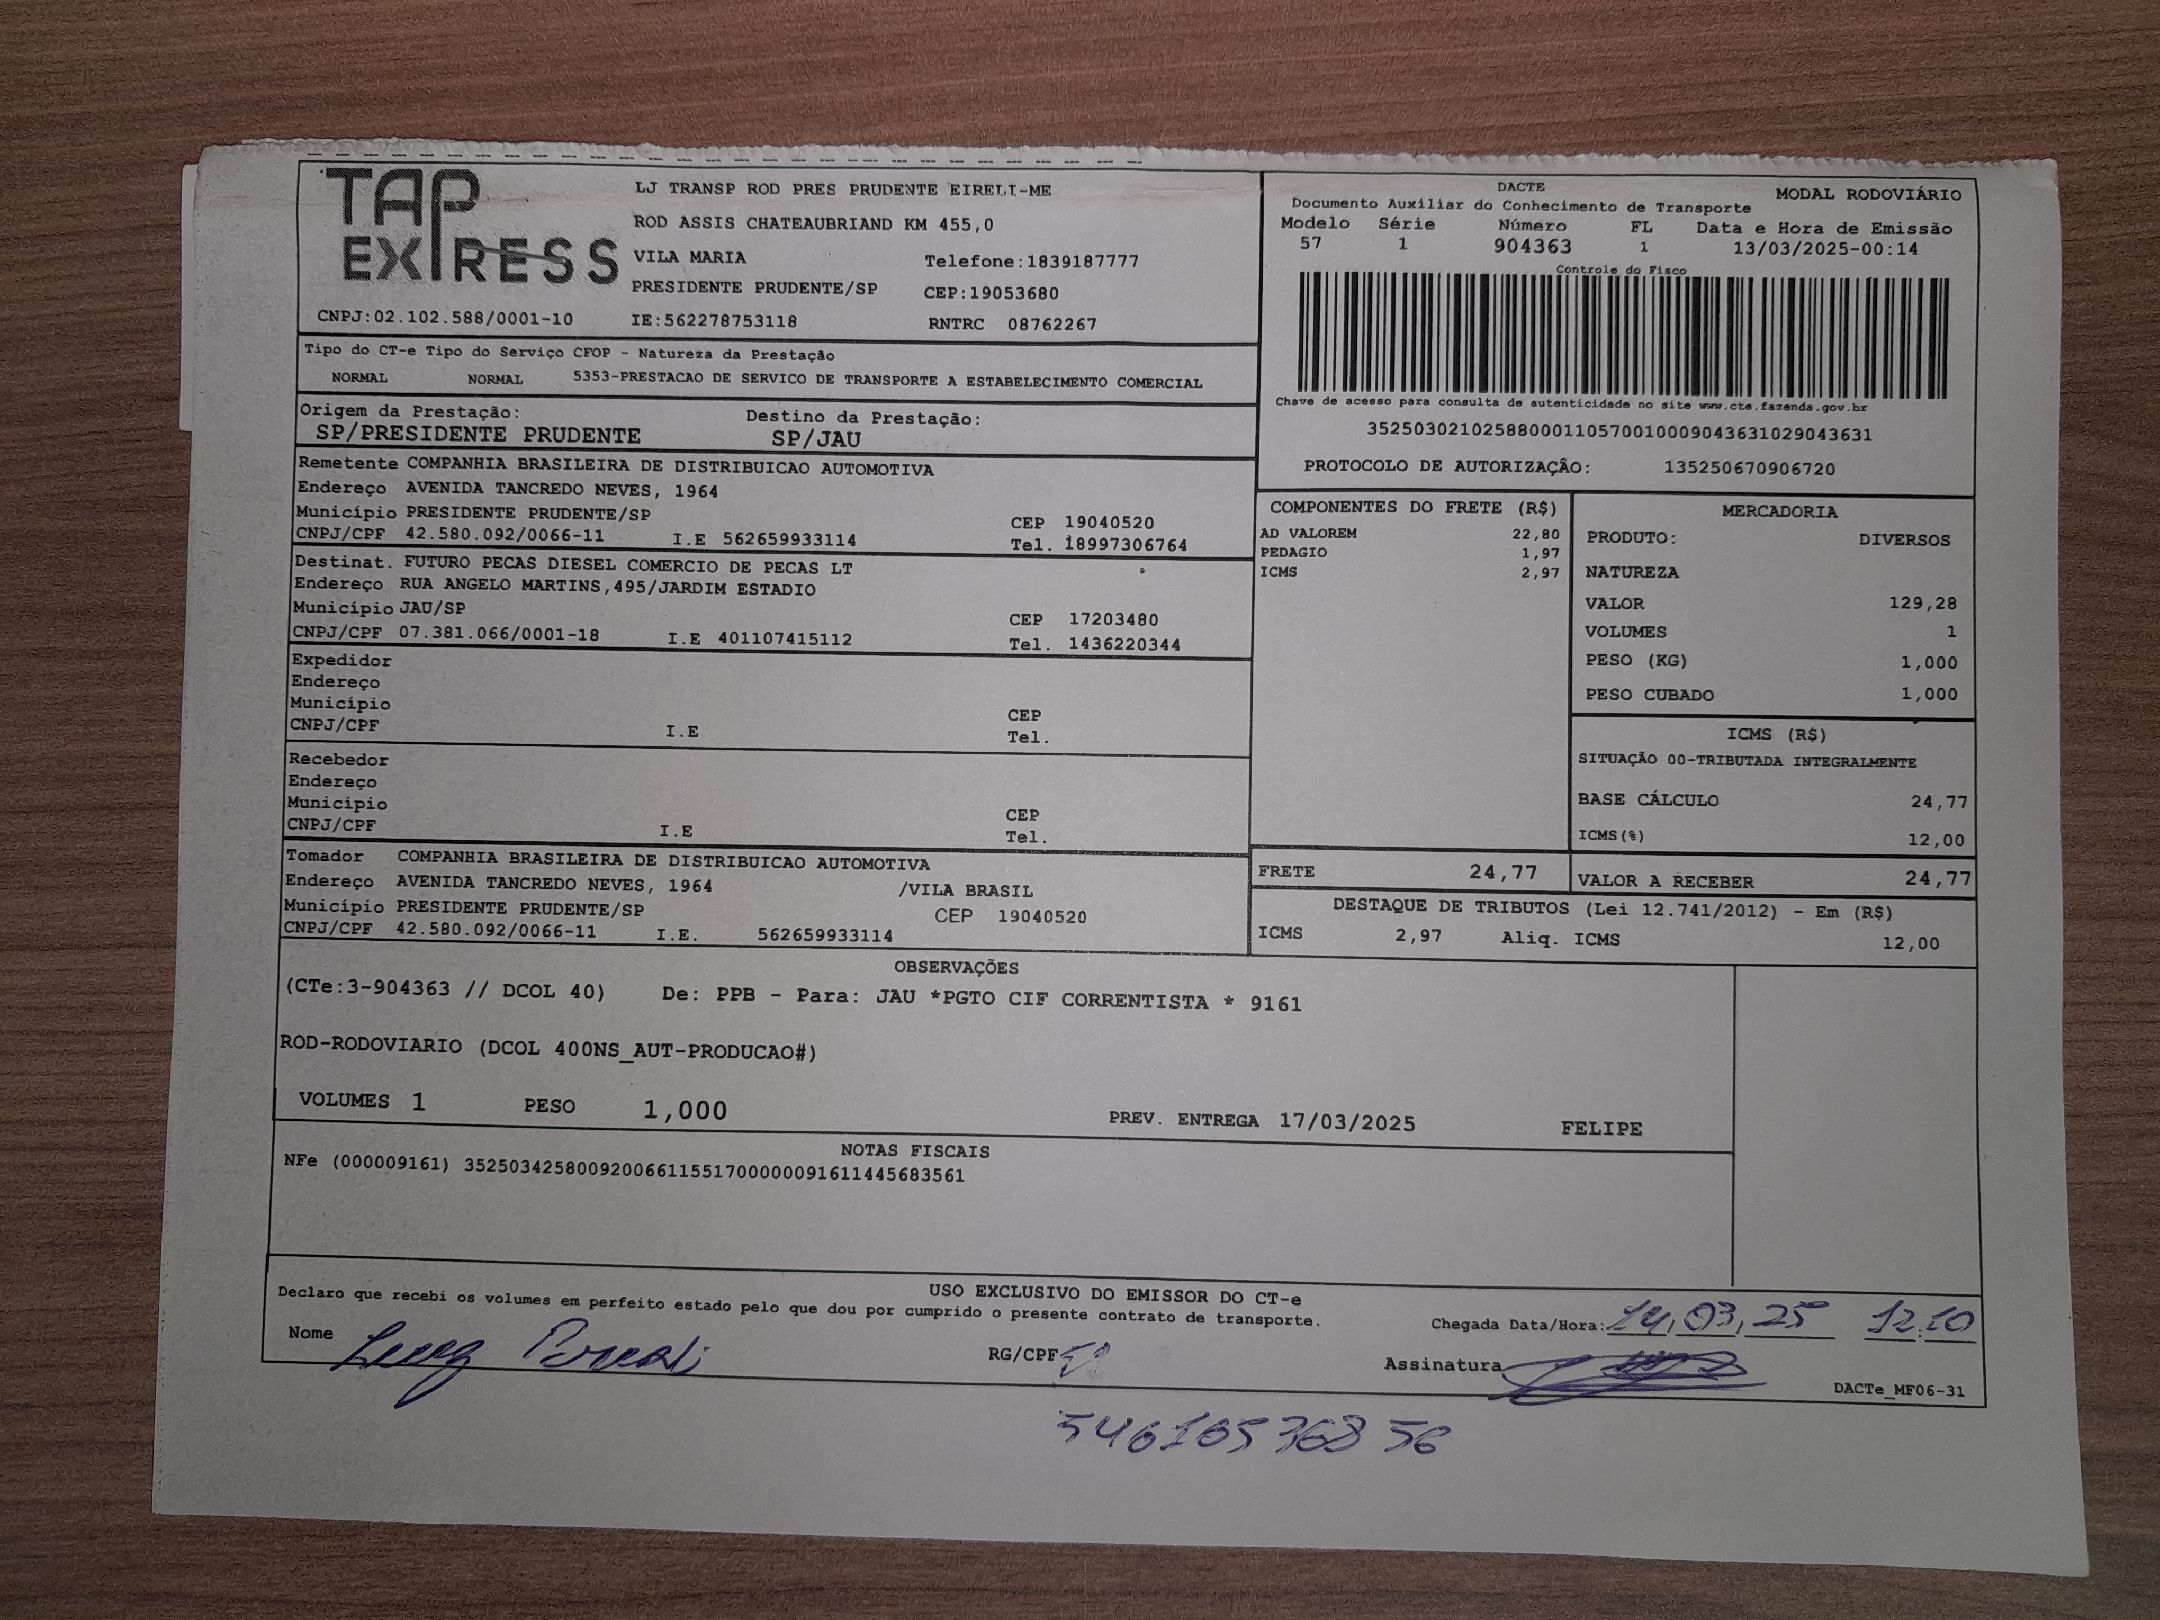 TAP EXPRESS
LJ TRANSP ROD PRES PRUDENTE EIRELI-ME
ROD ASSIS CHATEAUBRIAND KM 455,0
VILA MARIA Telefone:1839187777
PRESIDENTE PRUDENTE/SP CEP:19053680
CNPJ:02.102.588/0001-10 IE:562278753118 RNTRC 08762267
DACTE MODAL RODOVIÁRIO
Documento Auxiliar do Conhecimento de Transporte
Modelo Série Número FL Data e Hora de Emissão
57 1 904363 1 13/03/2025-00:14
Controle do Fisco
Chave de acesso para consulta de autenticidade no site www.cte.fazenda.gov.br
35250302102588000110570010009043631029043631
PROTOCOLO DE AUTORIZAÇÃO: 135250670906720
Tipo do CT-e Tipo do Serviço CFOP - Natureza da Prestação
NORMAL NORMAL 5353-PRESTACAO DE SERVICO DE TRANSPORTE A ESTABELECIMENTO COMERCIAL
Origem da Prestação: Destino da Prestação:
SP/PRESIDENTE PRUDENTE SP/JAU
Remetente COMPANHIA BRASILEIRA DE DISTRIBUICAO AUTOMOTIVA
Endereço AVENIDA TANCREDO NEVES, 1964
Município PRESIDENTE PRUDENTE/SP CEP 19040520
CNPJ/CPF 42.580.092/0066-11 I.E 562659933114 Tel. 18997306764
Destinat. FUTURO PECAS DIESEL COMERCIO DE PECAS LT
Endereço RUA ANGELO MARTINS,495/JARDIM ESTADIO
Município JAU/SP CEP 17203480
CNPJ/CPF 07.381.066/0001-18 I.E 401107415112 Tel. 1436220344
Expedidor
Endereço
Município CEP
CNPJ/CPF I.E Tel.
Recebedor
Endereço
Município CEP
CNPJ/CPF I.E Tel.
Tomador COMPANHIA BRASILEIRA DE DISTRIBUICAO AUTOMOTIVA
Endereço AVENIDA TANCREDO NEVES, 1964 /VILA BRASIL
Município PRESIDENTE PRUDENTE/SP CEP 19040520
CNPJ/CPF 42.580.092/0066-11 I.E. 562659933114
COMPONENTES DO FRETE (R$)
AD VALOREM 22,80
PEDAGIO 1,97
ICMS 2,97
MERCADORIA
PRODUTO: DIVERSOS
NATUREZA
VALOR 129,28
VOLUMES 1
PESO (KG) 1,000
PESO CUBADO 1,000
ICMS (R$)
SITUAÇÃO 00-TRIBUTADA INTEGRALMENTE
BASE CÁLCULO 24,77
ICMS(%) 12,00
FRETE 24,77 VALOR A RECEBER 24,77
DESTAQUE DE TRIBUTOS (Lei 12.741/2012) - Em (R$)
ICMS 2,97 Aliq. ICMS 12,00
OBSERVAÇÕES
(CTe:3-904363 // DCOL 40) De: PPB - Para: JAU *PGTO CIF CORRENTISTA * 9161
ROD-RODOVIARIO (DCOL 400NS_AUT-PRODUCAO#)
VOLUMES 1 PESO 1,000 PREV. ENTREGA 17/03/2025 FELIPE
NOTAS FISCAIS
NFe (000009161) 35250342580092006611551700000091611445683561
USO EXCLUSIVO DO EMISSOR DO CT-e
Declaro que recebi os volumes em perfeito estado pelo que dou por cumprido o presente contrato de transporte.
Chegada Data/Hora: 14,03,25 12:10
Nome RG/CPF Assinatura
DACTe_MF06-31
546105368 56